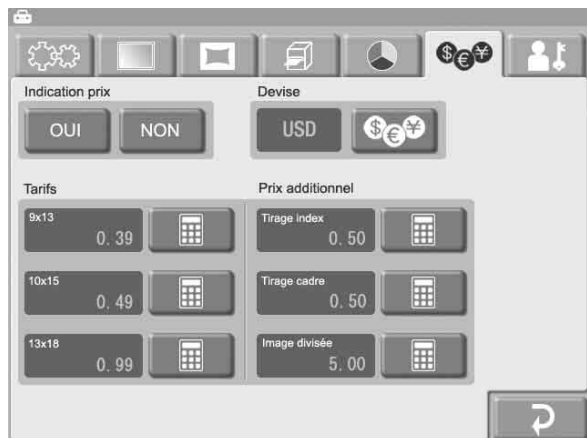 $€¥
Indication prix
Devise
OUI
NON
USD
$€¥
Tarifs
Prix additionnel
9x13
0.39
Tirage index
0.50
10x15
0.49
Tirage cadre
0.50
13x18
0.99
Image divisée
5.00